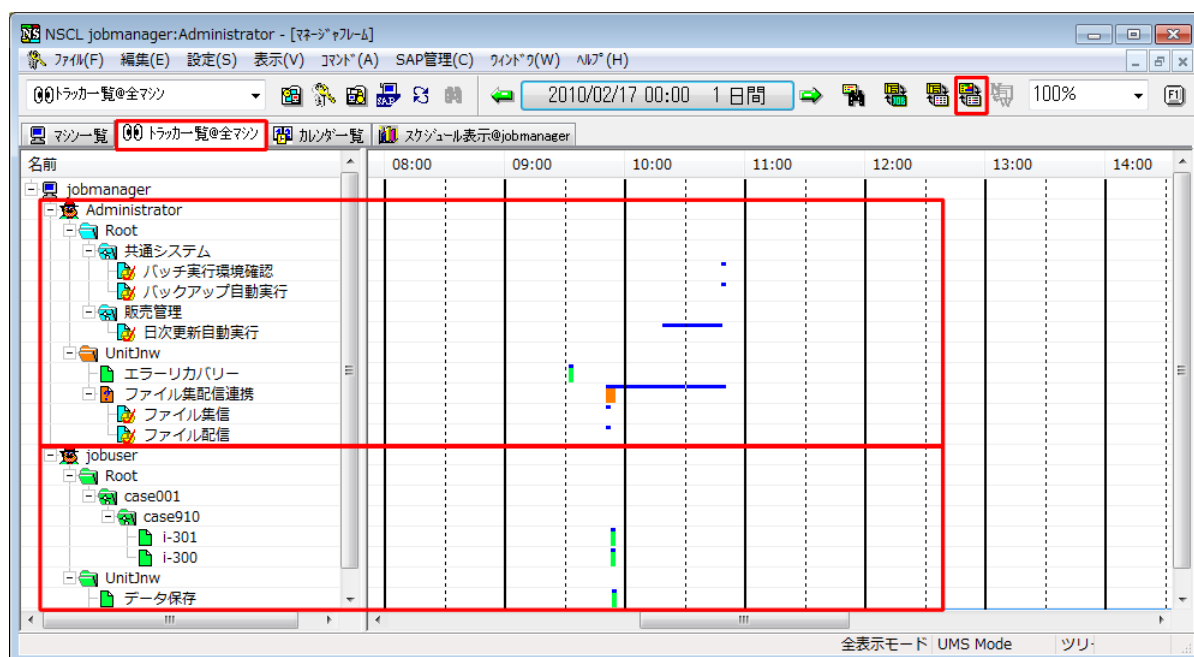 NSCL jobmanager:Administrator - [ﾏﾈｰｼﾞｬﾌﾚｰﾑ]
ﾌｧｲﾙ(F) 編集(E) 設定(S) 表示(V) ｺﾏﾝﾄﾞ(A) SAP管理(C) ｳｨﾝﾄﾞｳ(W) ﾍﾙﾌﾟ(H)
トラッカー一覧@全マシン 2010/02/17 00:00 1 日間 100%
マシン一覧 トラッカー一覧@全マシン カレンダー一覧 スケジュール表示@jobmanager
名前 08:00 09:00 10:00 11:00 12:00 13:00 14:00
jobmanager
Administrator
Root
共通システム
バッチ実行環境確認
バックアップ自動実行
販売管理
日次更新自動実行
UnitJnw
エラーリカバリー
ファイル集配信連携
ファイル集信
ファイル配信
jobuser
Root
case001
case910
i-301
i-300
UnitJnw
データ保存
全表示モード UMS Mode ツリ